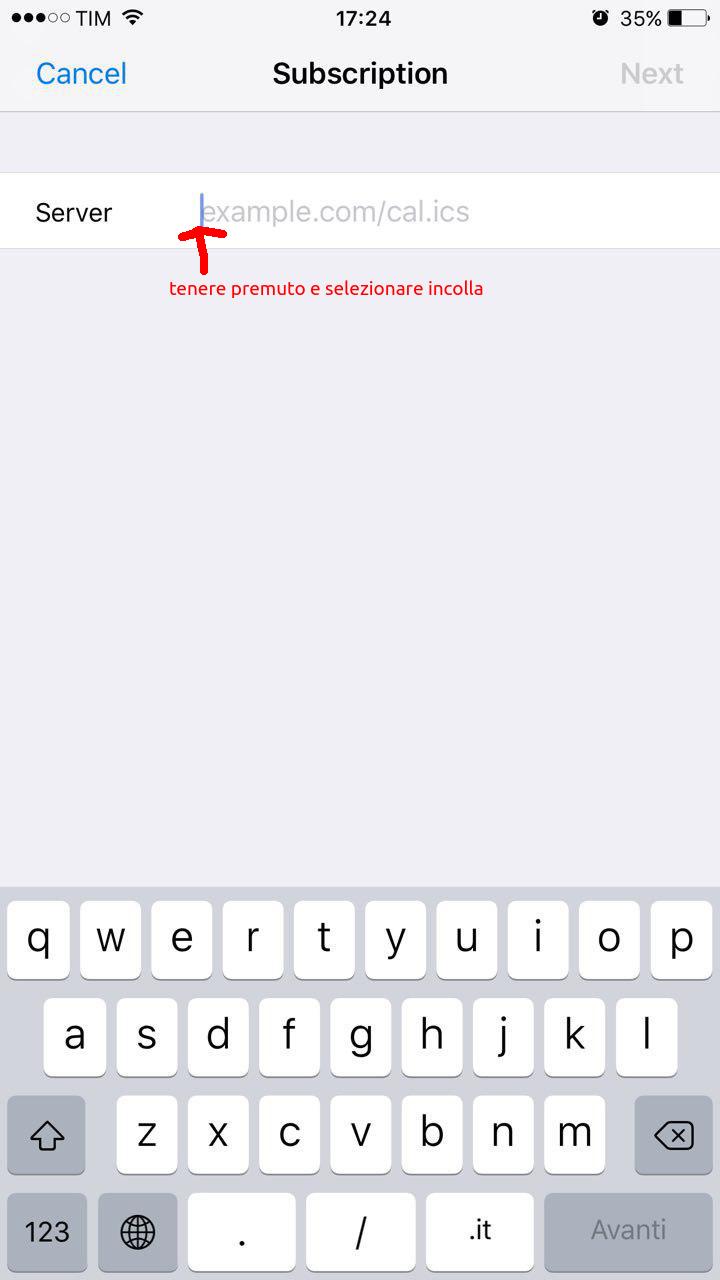 TIM 17:24 35%
Cancel Subscription Next
Server example.com/cal.ics
tenere premuto e selezionare incolla
q w e r t y u i o p
a s d f g h j k l
z x c v b n m
123 . / .it Avanti